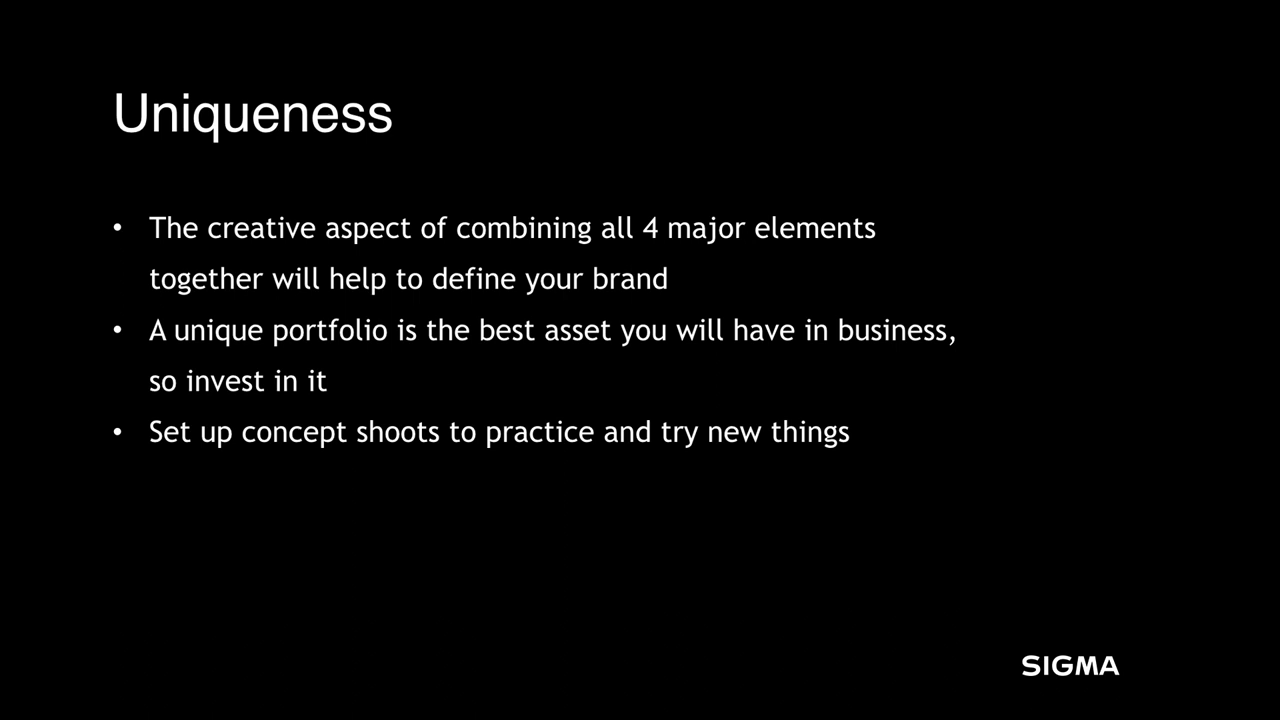 Uniqueness
• The creative aspect of combining all 4 major elements
together will help to define your brand
• A unique portfolio is the best asset you will have in business,
so invest in it
• Set up concept shoots to practice and try new things
SIGMA